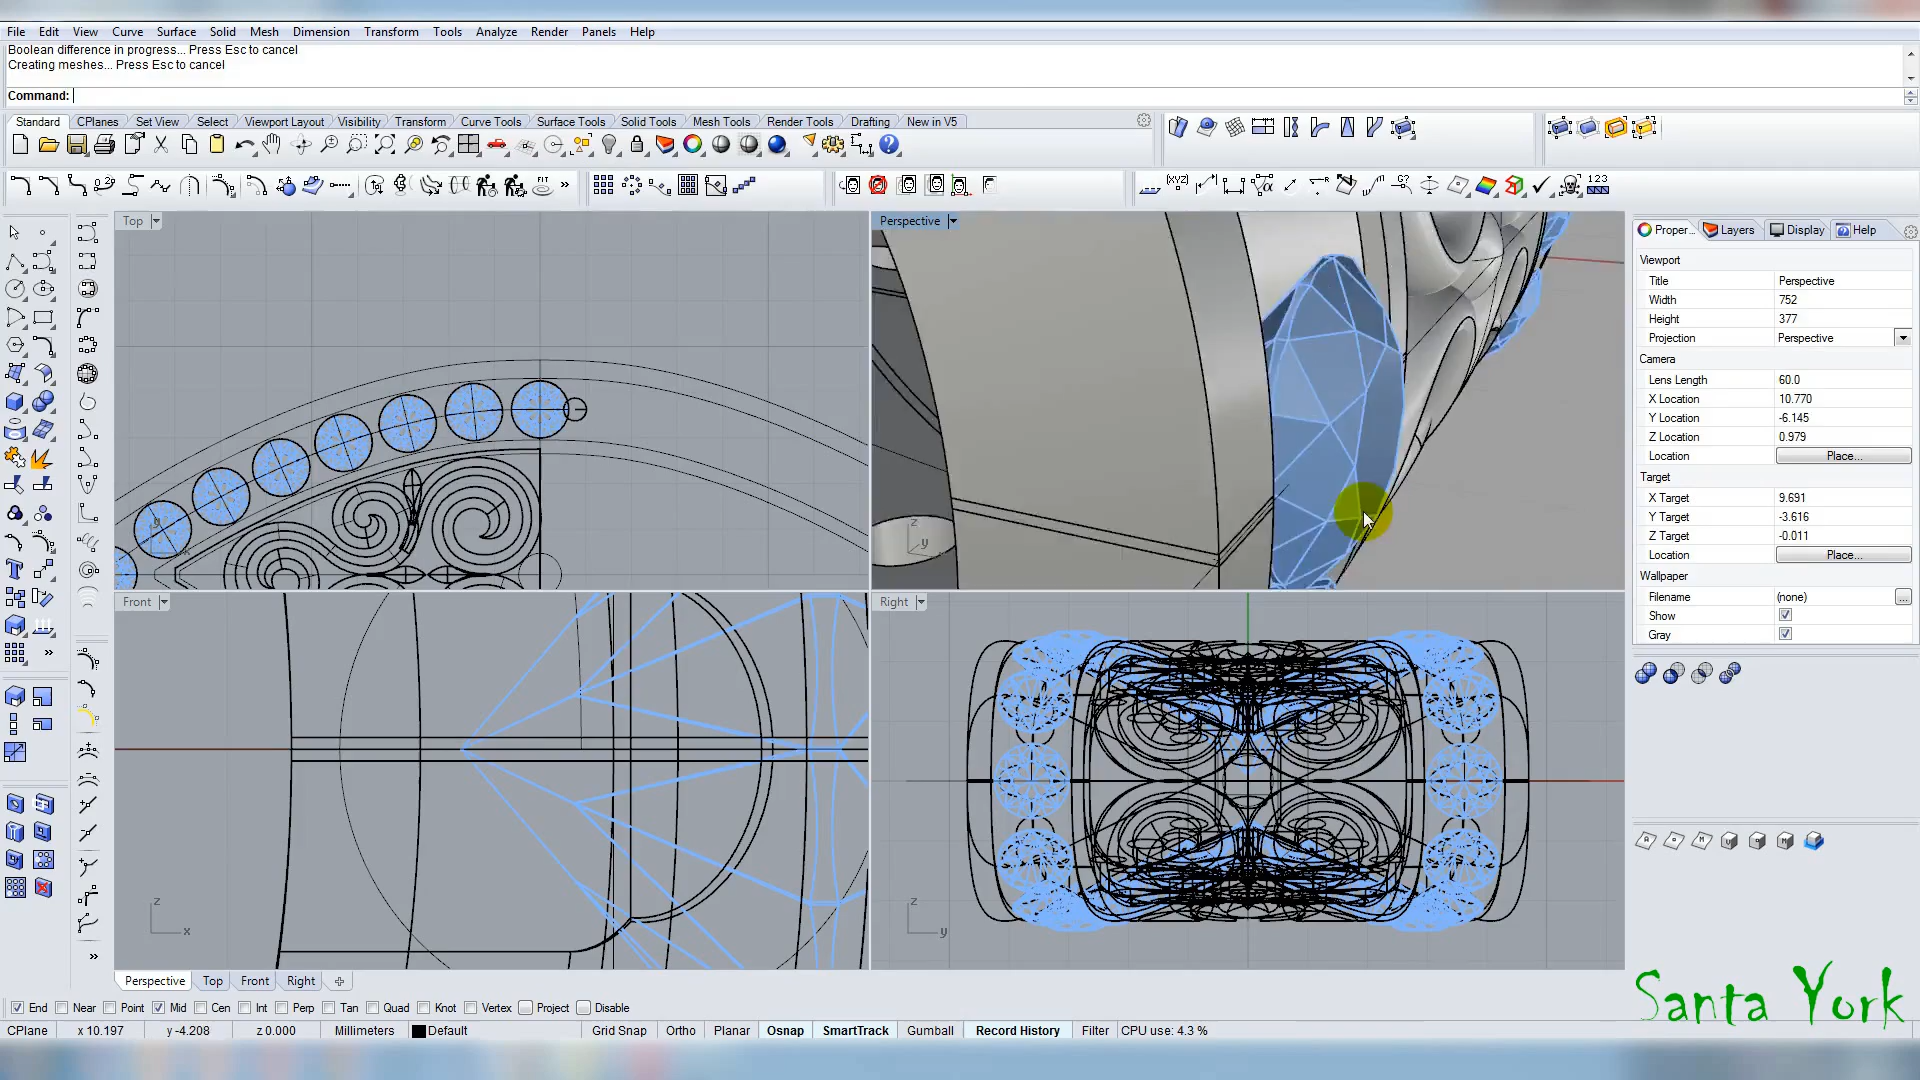 File Edit View Curve Surface Solid Mesh Dimension Transform Tools Analyze Render Panels Help
Boolean difference in progress... Press Esc to cancel
Creating meshes... Press Esc to cancel
Command:
Standard CPlanes Set View Select Viewport Layout Visibility Transform Curve Tools Surface Tools Solid Tools Mesh Tools Render Tools Drafting New in V5
Top
Perspective
Front
Right
Proper... Layers Display Help
Viewport
Title Perspective
Width 752
Height 377
Projection Perspective
Camera
Lens Length 60.0
X Location 10.770
Y Location -6.145
Z Location 0.979
Location Place...
Target
X Target 9.691
Y Target -3.616
Z Target -0.011
Location Place...
Wallpaper
Filename (none) ...
Show
Gray
Perspective Top Front Right
End Near Point Mid Cen Int Perp Tan Quad Knot Vertex Project Disable
CPlane x 10.197 y -4.208 z 0.000 Millimeters Default Grid Snap Ortho Planar Osnap SmartTrack Gumball Record History Filter CPU use: 4.3 %
Santa York